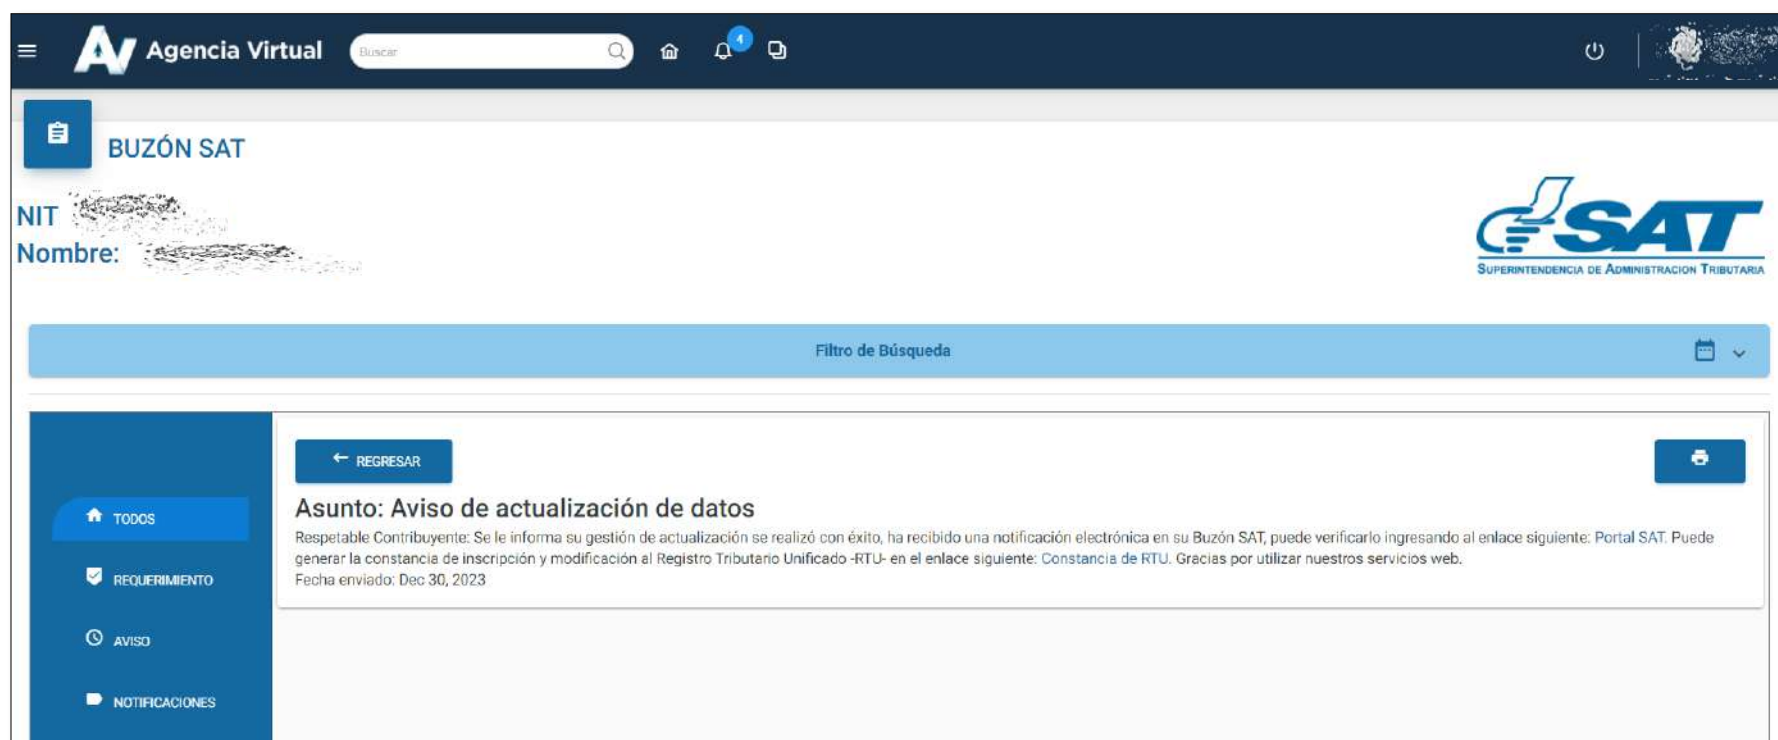 Agencia Virtual
Buscar
4
BUZÓN SAT
NIT
Nombre:
SAT
SUPERINTENDENCIA DE ADMINISTRACION TRIBUTARIA
Filtro de Búsqueda
REGRESAR
Asunto: Aviso de actualización de datos
Respetable Contribuyente: Se le informa su gestión de actualización se realizó con éxito, ha recibido una notificación electrónica en su Buzón SAT, puede verificarlo ingresando al enlace siguiente: Portal SAT. Puede
generar la constancia de inscripción y modificación al Registro Tributario Unificado -RTU- en el enlace siguiente: Constancia de RTU. Gracias por utilizar nuestros servicios web.
Fecha enviado: Dec 30, 2023
TODOS
REQUERIMIENTO
AVISO
NOTIFICACIONES